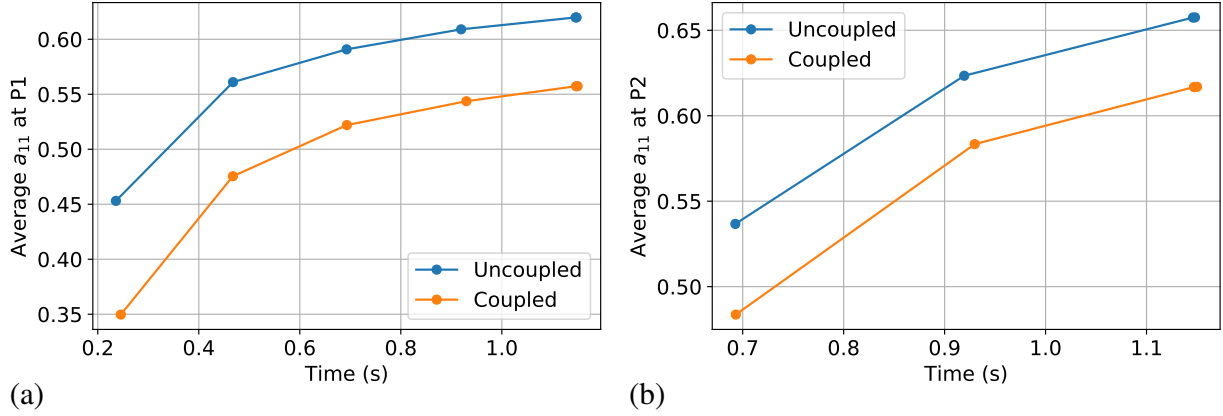 0.60
0.55
0.50
0.45
0.40
0.35
Average a₁₁ at P1
Uncoupled
Coupled
0.2 0.4 0.6 0.8 1.0
Time (s)
(a)
0.65
0.60
0.55
0.50
Average a₁₁ at P2
Uncoupled
Coupled
0.7 0.8 0.9 1.0 1.1
Time (s)
(b)